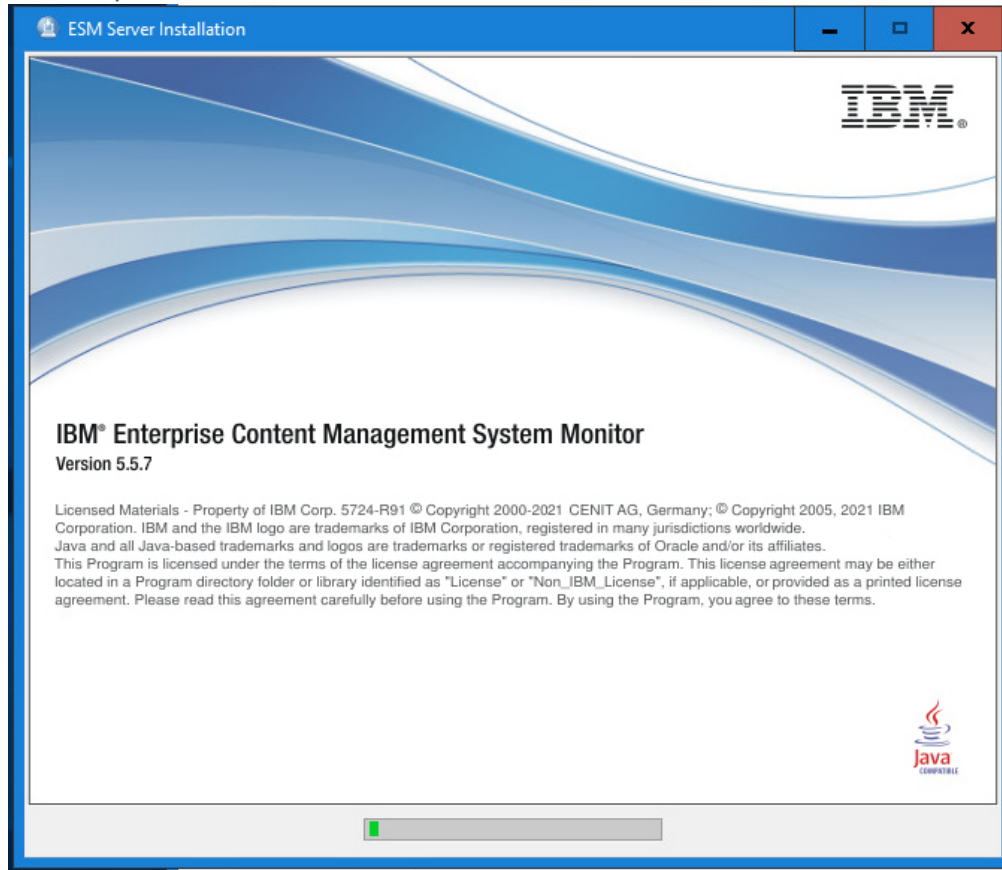 ESM Server Installation
IBM®
IBM® Enterprise Content Management System Monitor
Version 5.5.7
Licensed Materials - Property of IBM Corp. 5724-R91 © Copyright 2000-2021 CENIT AG, Germany; © Copyright 2005, 2021 IBM
Corporation. IBM and the IBM logo are trademarks of IBM Corporation, registered in many jurisdictions worldwide.
Java and all Java-based trademarks and logos are trademarks or registered trademarks of Oracle and/or its affiliates.
This Program is licensed under the terms of the license agreement accompanying the Program. This license agreement may be either
located in a Program directory folder or library identified as "License" or "Non_IBM_License", if applicable, or provided as a printed license
agreement. Please read this agreement carefully before using the Program. By using the Program, you agree to these terms.
Java
COMPATIBLE